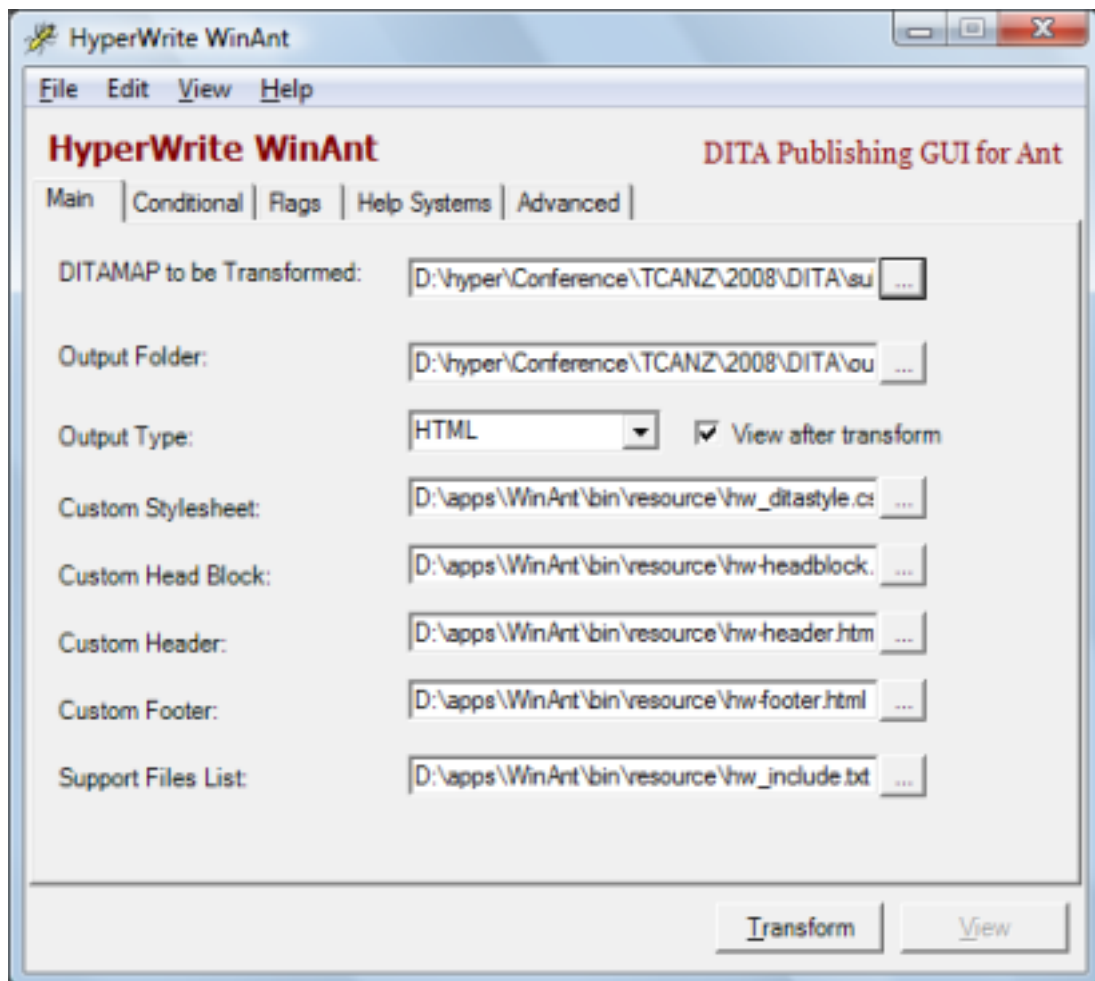 HyperWrite WinAnt
File Edit View Help
HyperWrite WinAnt DITA Publishing GUI for Ant
Main Conditional Flags Help Systems Advanced
DITAMAP to be Transformed: D:\hyper\Conference\TCANZ\2008\DITA\su ...
Output Folder: D:\hyper\Conference\TCANZ\2008\DITA\ou ...
Output Type: HTML View after transform
Custom Stylesheet: D:\apps\WinAnt\bin\resource\hw_ditastyle.cs ...
Custom Head Block: D:\apps\WinAnt\bin\resource\hw-headblock. ...
Custom Header: D:\apps\WinAnt\bin\resource\hw-header.htm ...
Custom Footer: D:\apps\WinAnt\bin\resource\hw-footer.html ...
Support Files List: D:\apps\WinAnt\bin\resource\hw_include.txt ...
Transform View